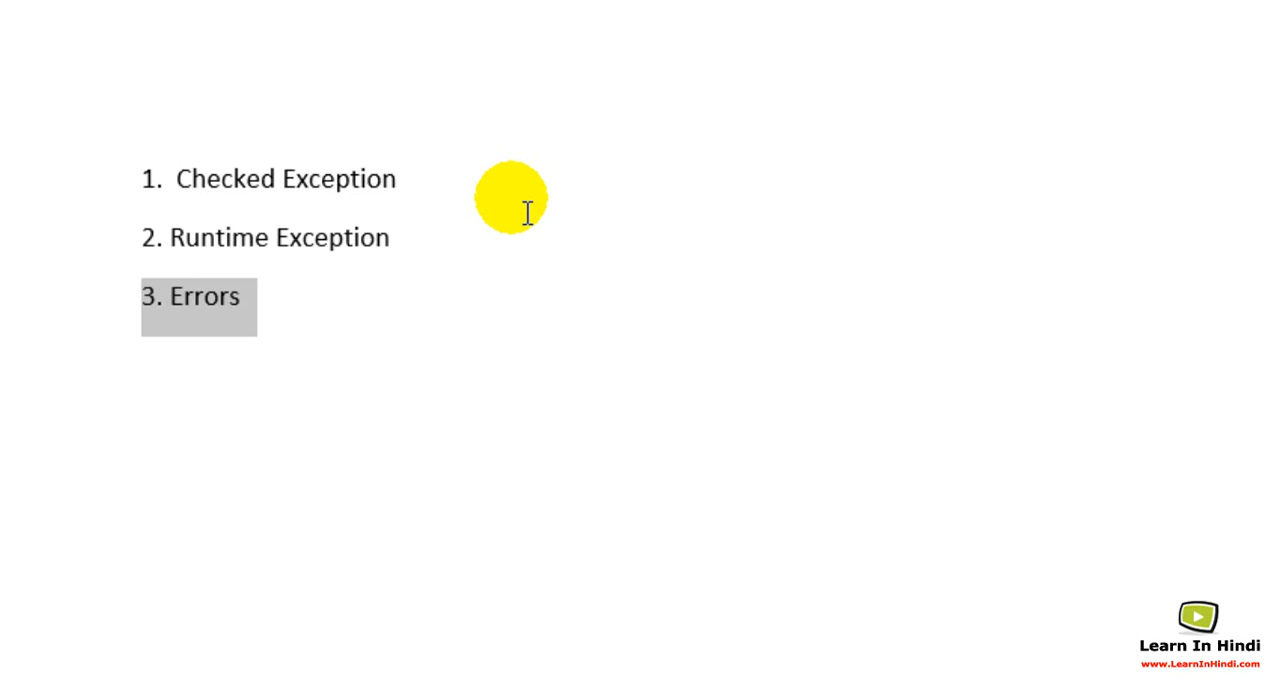 1. Checked Exception
2. Runtime Exception
3. Errors
Learn In Hindi
www.LearnInHindi.com